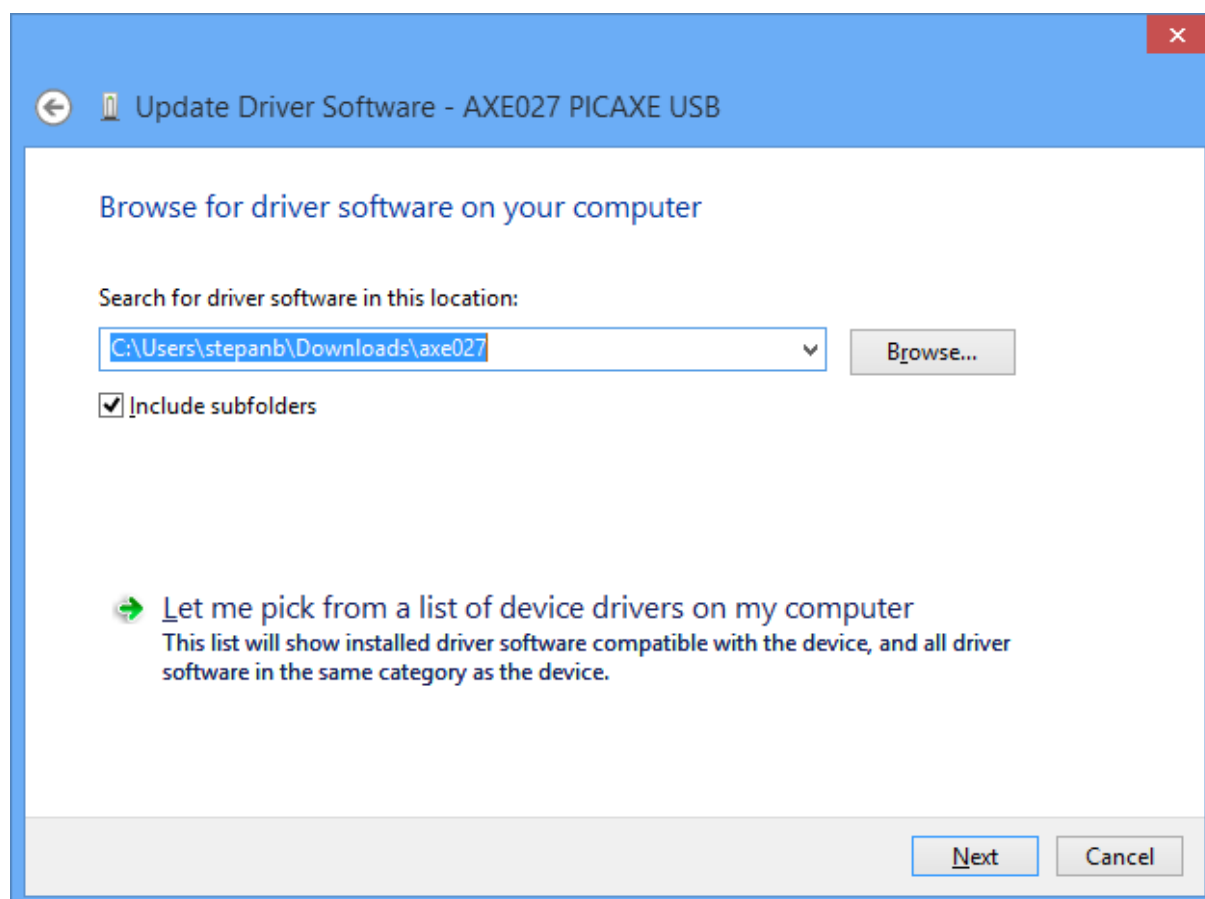 Update Driver Software - AXE027 PICAXE USB
Browse for driver software on your computer
Search for driver software in this location:
C:\Users\stepanb\Downloads\axe027
Browse...
Include subfolders
Let me pick from a list of device drivers on my computer
This list will show installed driver software compatible with the device, and all driver
software in the same category as the device.
Next
Cancel